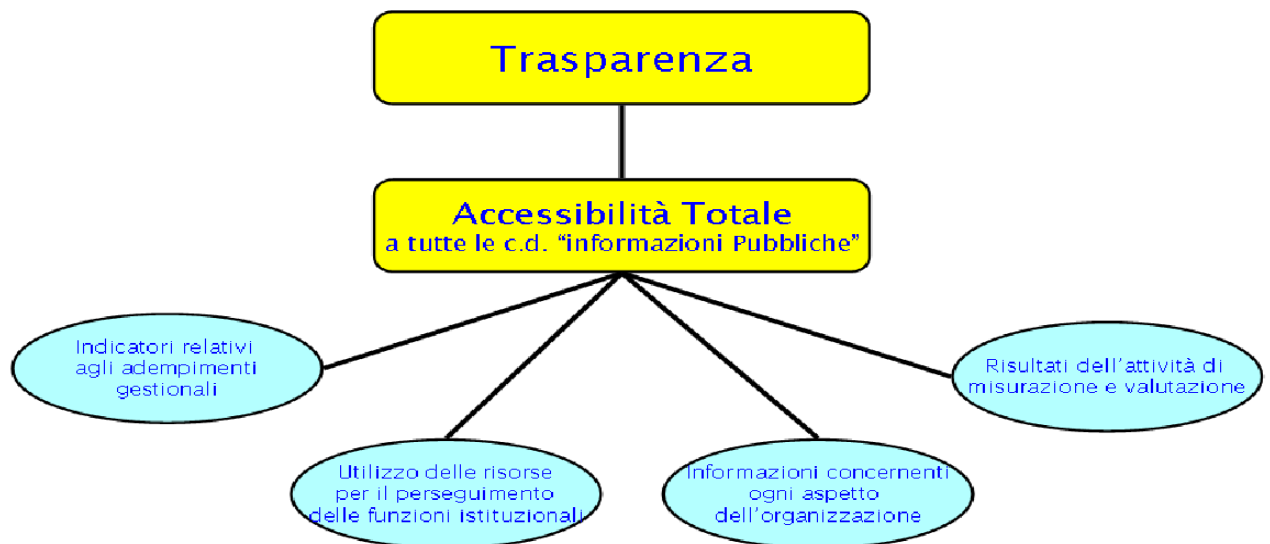 Trasparenza
Accessibilità Totale
a tutte le c.d. “informazioni Pubbliche”
Indicatori relativi
agli adempimenti
gestionali
Utilizzo delle risorse
per il perseguimento
delle funzioni istituzionali
Informazioni concernenti
ogni aspetto
dell’organizzazione
Risultati dell’attività di
misurazione e valutazione